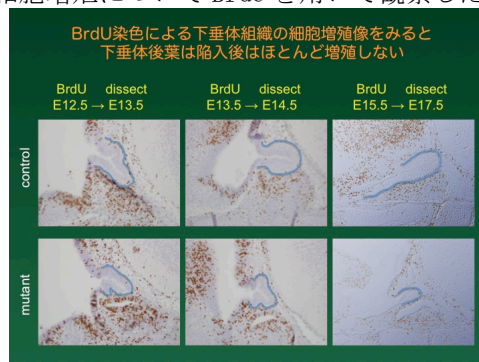 細胞増殖について BrdU を用いて観察した
BrdU染色による下垂体組織の細胞増殖像をみると
下垂体後葉は陥入後はほとんど増殖しない
BrdU dissect
E12.5 → E13.5
BrdU dissect
E13.5 → E14.5
BrdU dissect
E15.5 → E17.5
control
mutant